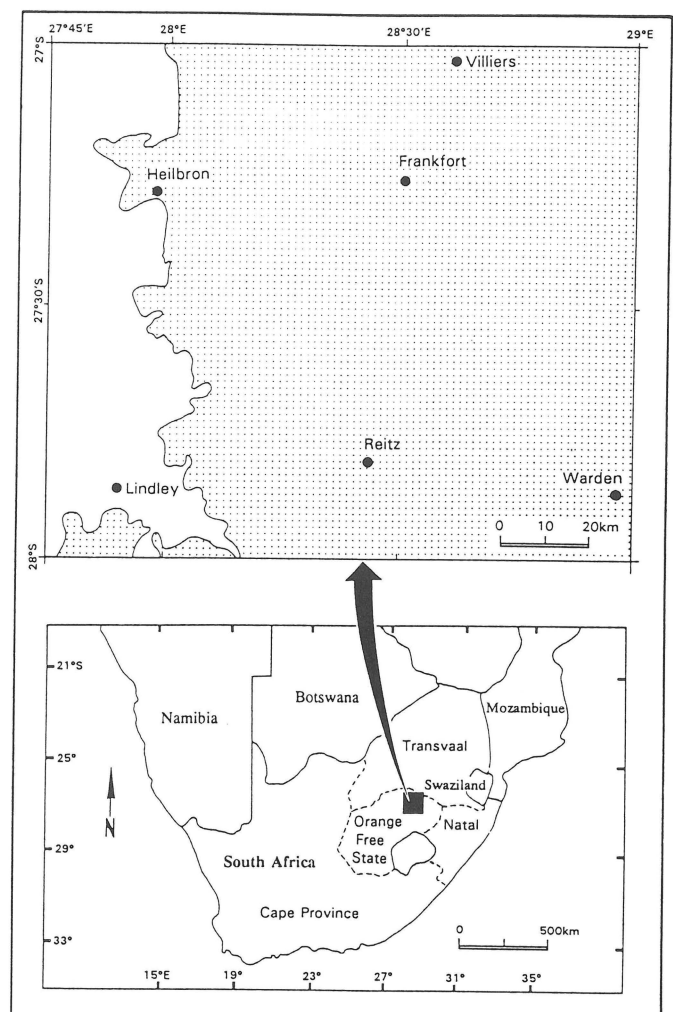 27°45'E 28° 28°30'E 29°E
27°S
Villiers
Frankfort
Heilbron
27°30'S
Reitz
Warden
Lindley
0 10 20km
28°S
21°S
Botswana
Mozambique
Namibia
Transvaal
25°
Swaziland
N
Orange
Free
State
Natal
29°
South Africa
Cape Province
0 500km
33°
15°E 19° 23° 27° 31° 35°